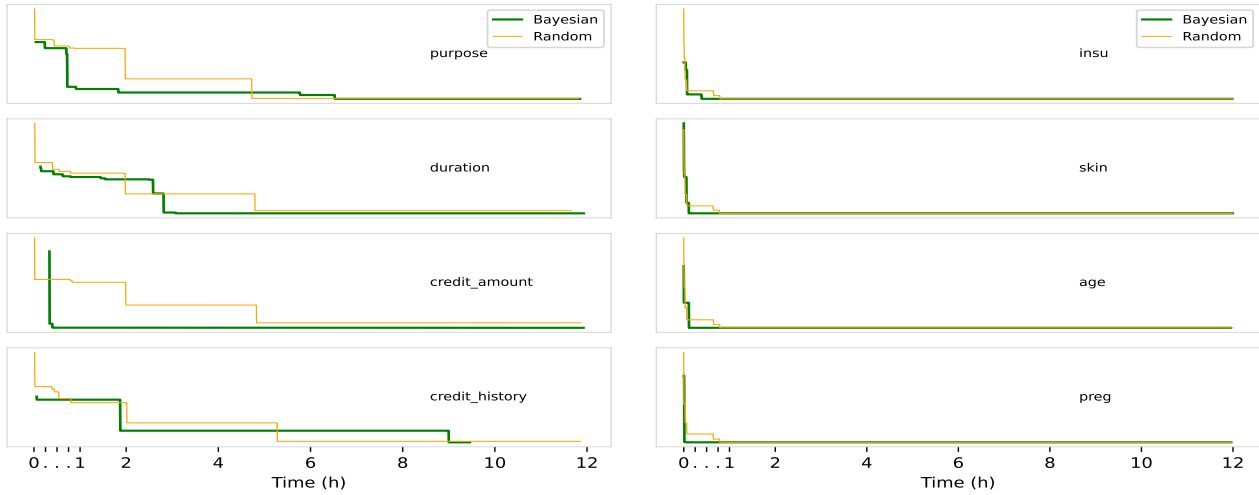 Bayesian
Random
purpose
duration
credit_amount
credit_history
0 . . . 1 2 4 6 8 10 12
Time (h)
Bayesian
Random
insu
skin
age
preg
0 . . . 1 2 4 6 8 10 12
Time (h)